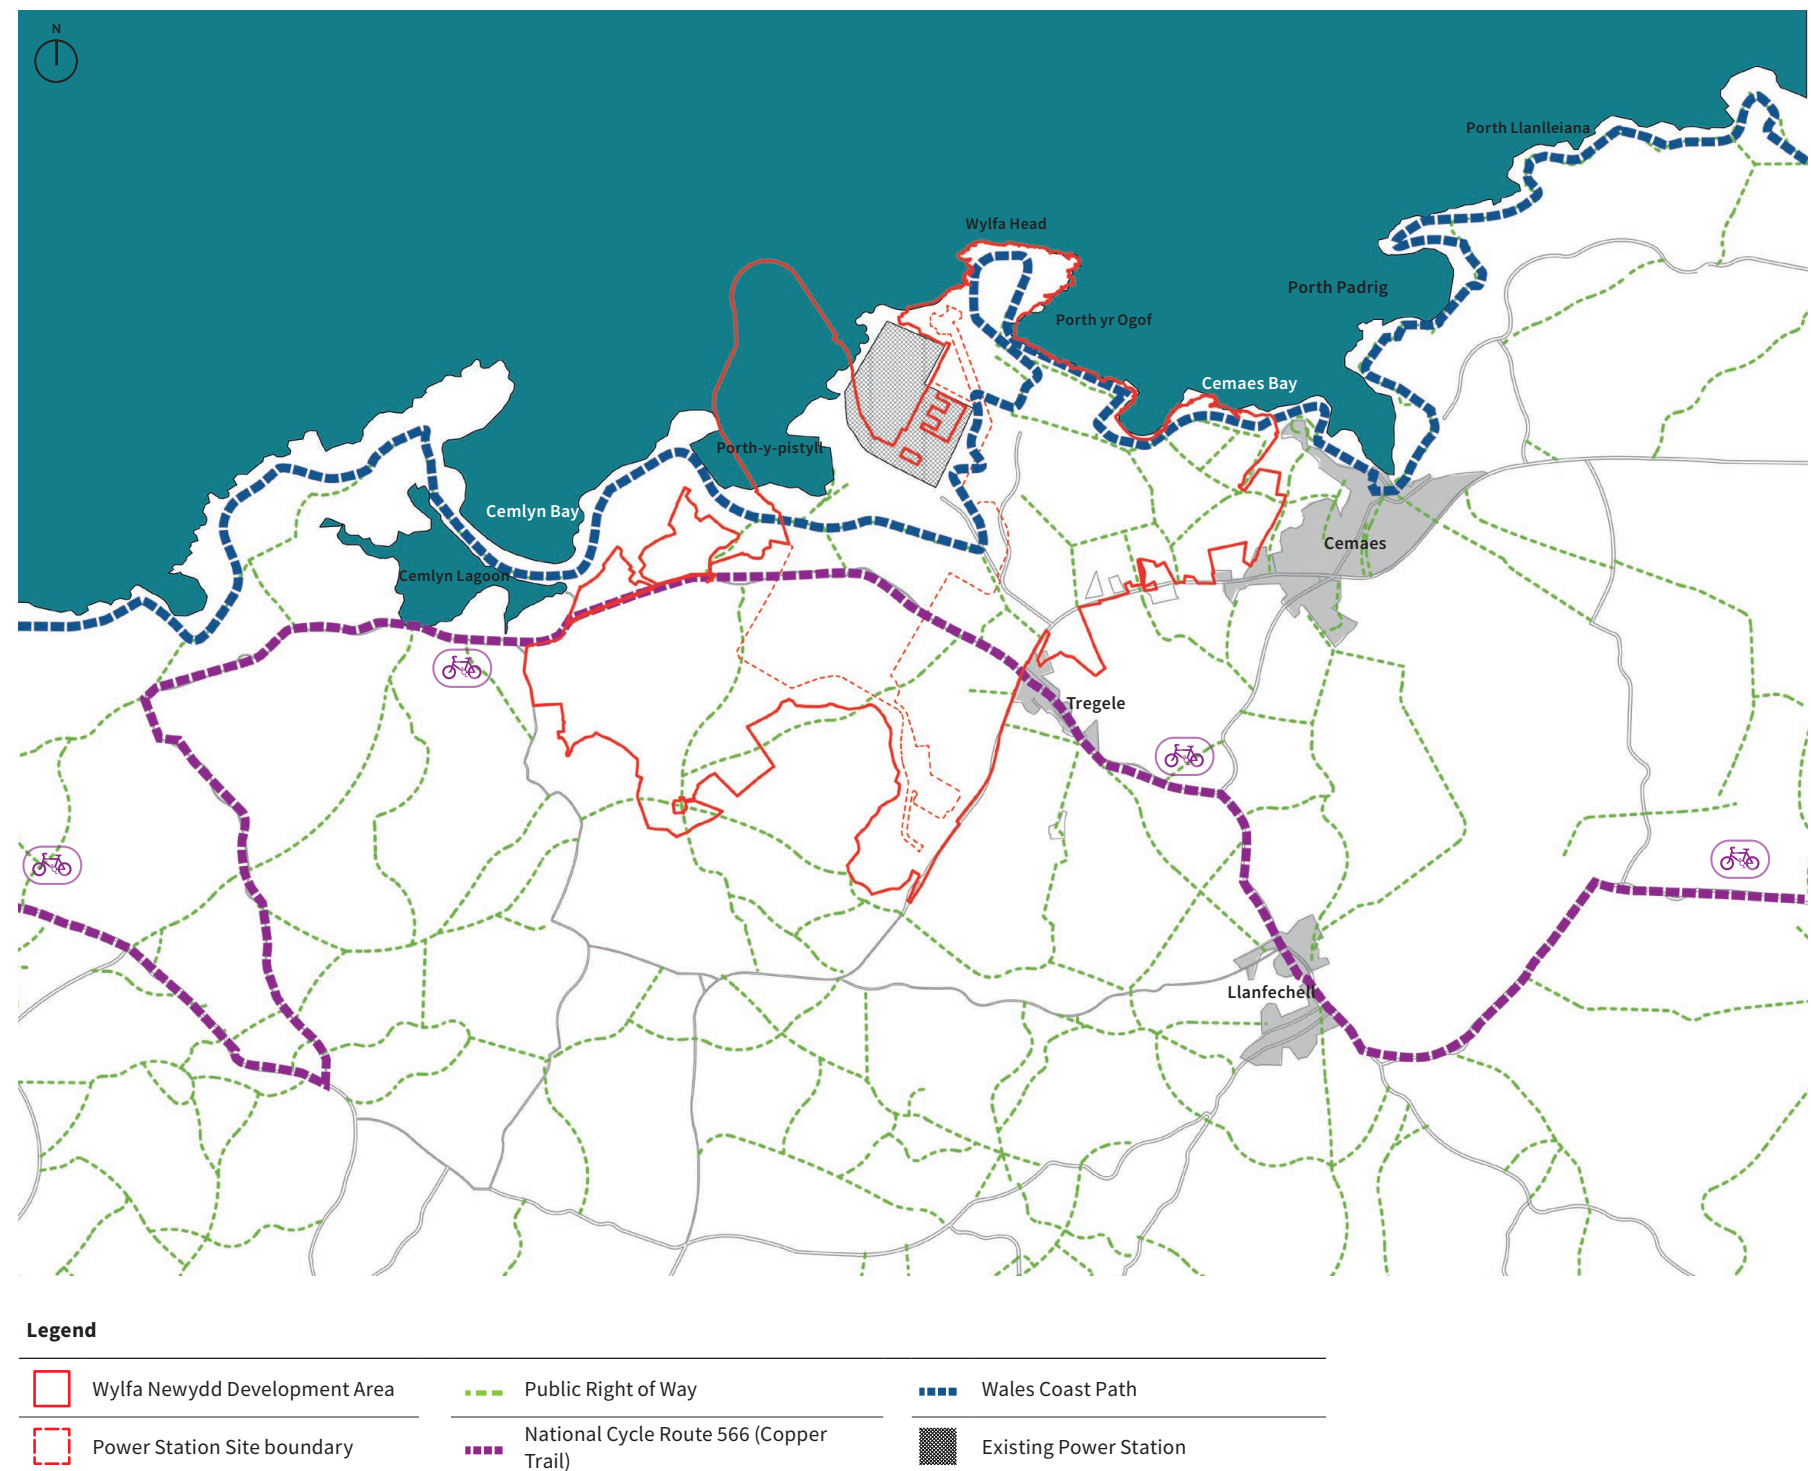 N
Porth Llanlleiana
Wylfa Head
Porth Padrig
Porth yr Ogof
Cemaes Bay
Porth-y-pistyll
Cemlyn Bay
Cemaes
Cemlyn Lagoon
Tregele
Llanfechell
Legend
Wylfa Newydd Development Area
Public Right of Way
Wales Coast Path
Power Station Site boundary
National Cycle Route 566 (Copper
Trail)
Existing Power Station